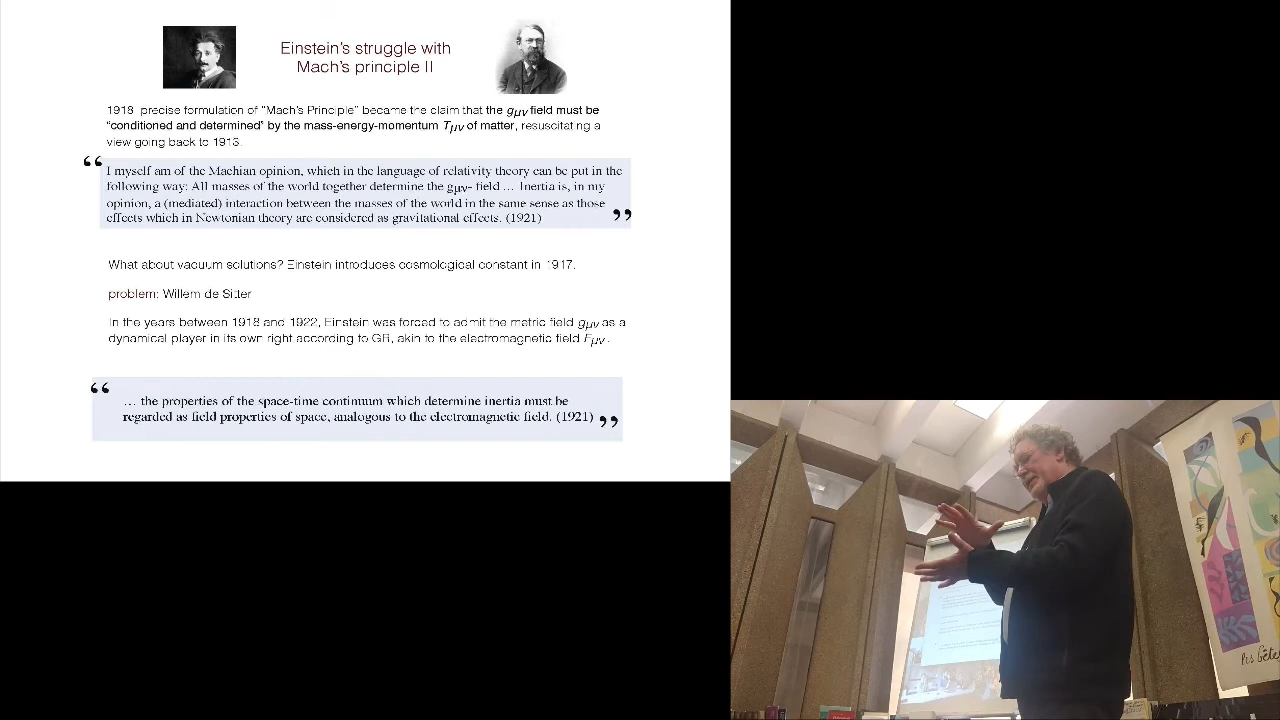 Einstein's struggle with
Mach's principle II
1918: precise formulation of "Mach's Principle" became the claim that the gμν field must be
"conditioned and determined" by the mass-energy-momentum Tμν of matter, resuscitating a
view going back to 1913.
“
I myself am of the Machian opinion, which in the language of relativity theory can be put in the
following way: All masses of the world together determine the gμν- field ... Inertia is, in my
opinion, a (mediated) interaction between the masses of the world in the same sense as those
effects which in Newtonian theory are considered as gravitational effects. (1921)
”
What about vacuum solutions? Einstein introduces cosmological constant in 1917.
problem: Willem de Sitter
In the years between 1918 and 1922, Einstein was forced to admit the metric field gμν as a
dynamical player in its own right according to GR, akin to the electromagnetic field Fμν.
“
... the properties of the space-time continuum which determine inertia must be
regarded as field properties of space, analogous to the electromagnetic field. (1921)
”